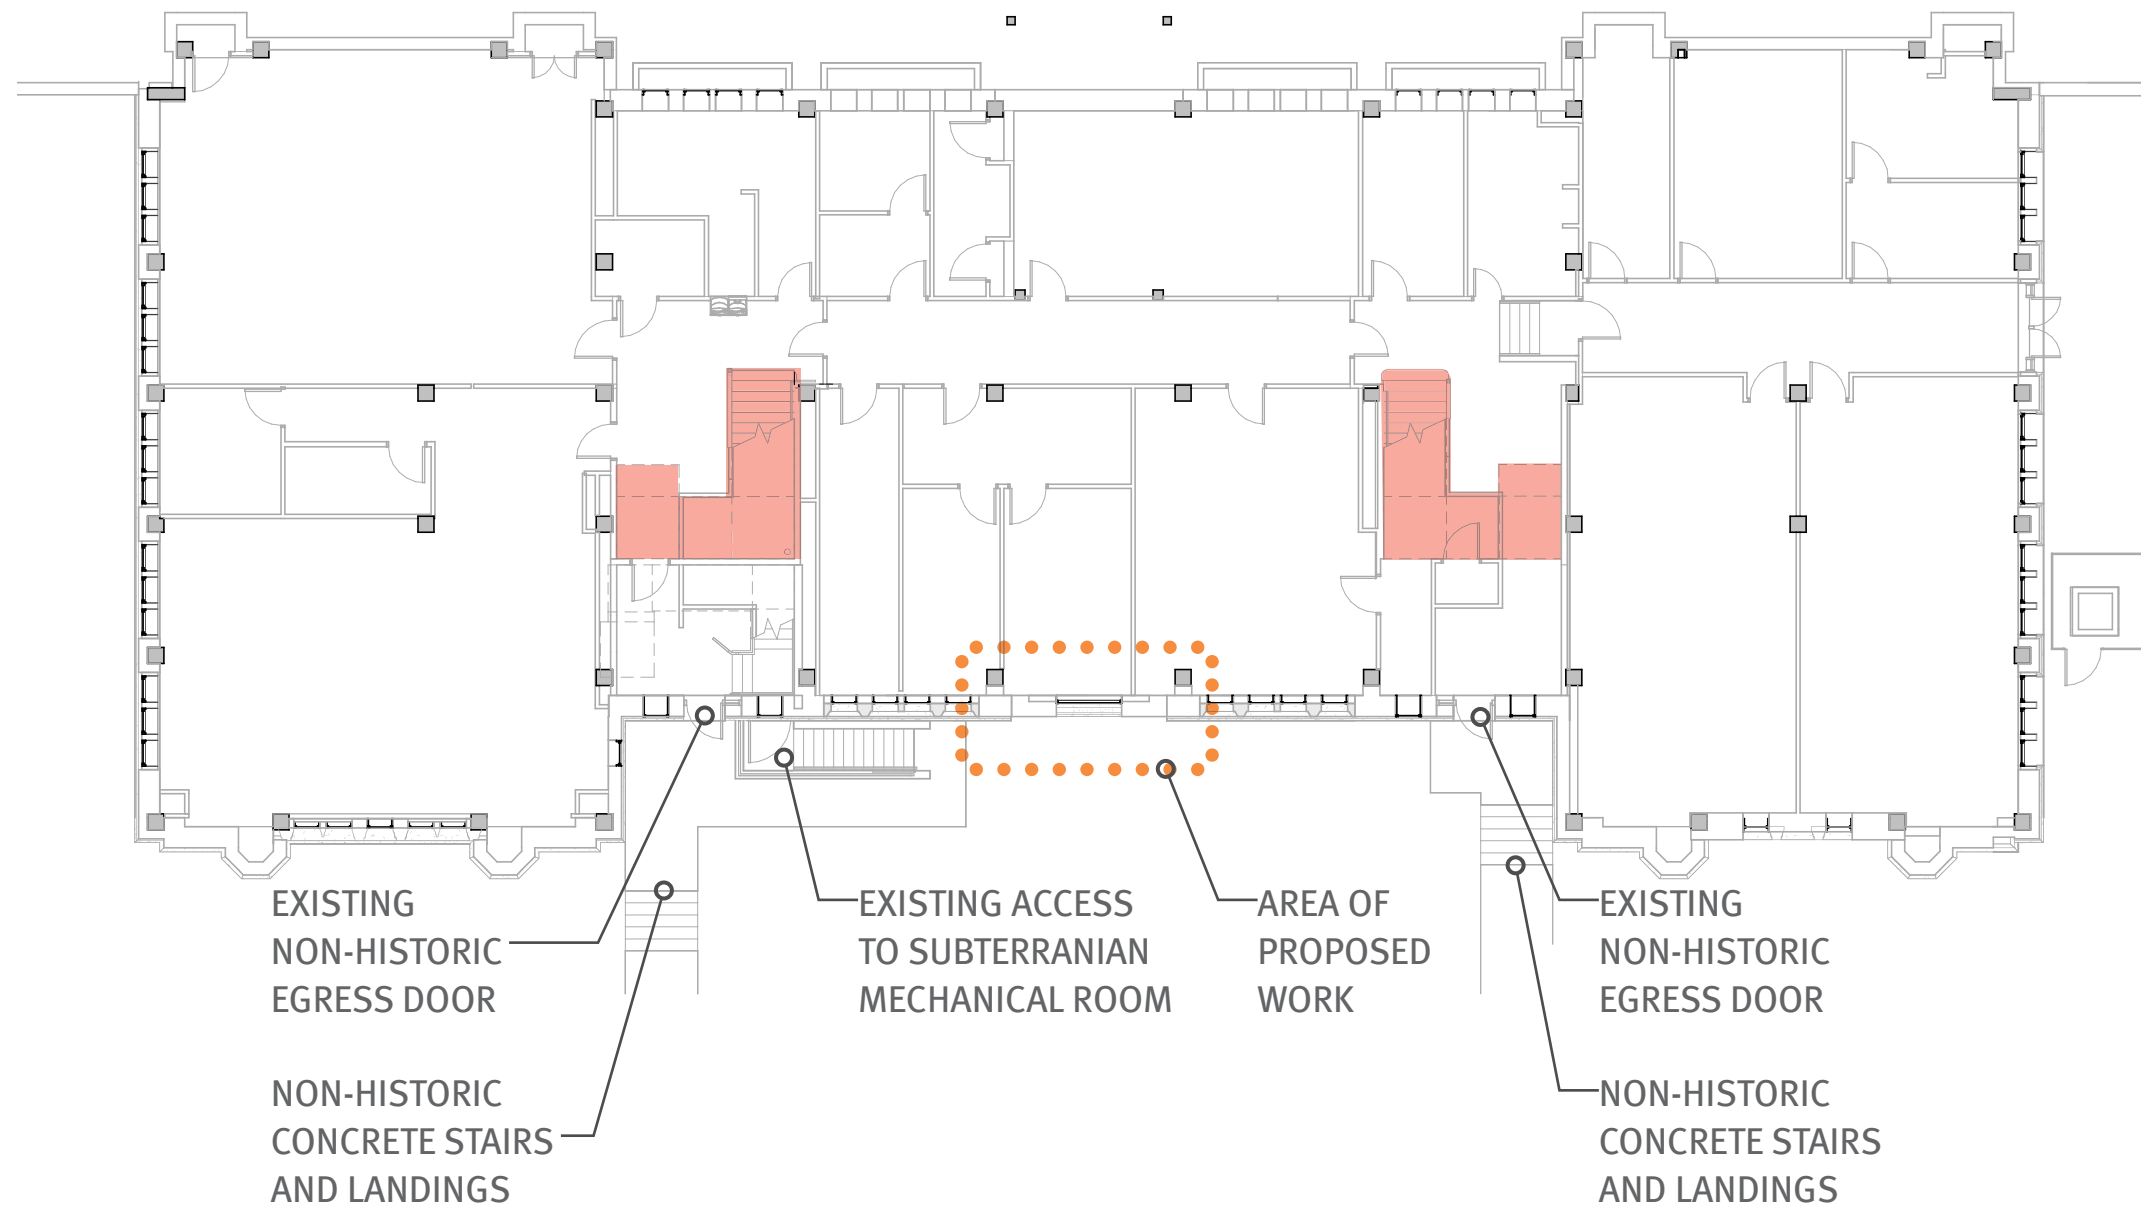 EXISTING
NON-HISTORIC
EGRESS DOOR
EXISTING ACCESS
TO SUBTERRANIAN
MECHANICAL ROOM
AREA OF
PROPOSED
WORK
EXISTING
NON-HISTORIC
EGRESS DOOR
NON-HISTORIC
CONCRETE STAIRS
AND LANDINGS
NON-HISTORIC
CONCRETE STAIRS
AND LANDINGS